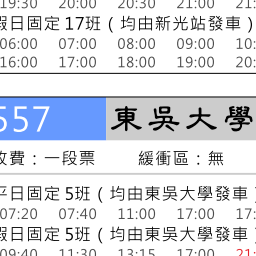 19:30 20:00 20:30 21:00 21:
假日固定 17班 ( 均由新光站發車 )
06:00 07:00 08:00 09:00 10:
16:00 17:00 18:00 19:00 20:
557 東吳大學
收費：一段票 緩衝區：無
平日固定 5班 ( 均由東吳大學發車 )
07:20 07:40 11:00 17:00 17:
假日固定 5班 ( 均由東吳大學發車 )
09:40 11:30 13:15 17:00 21: